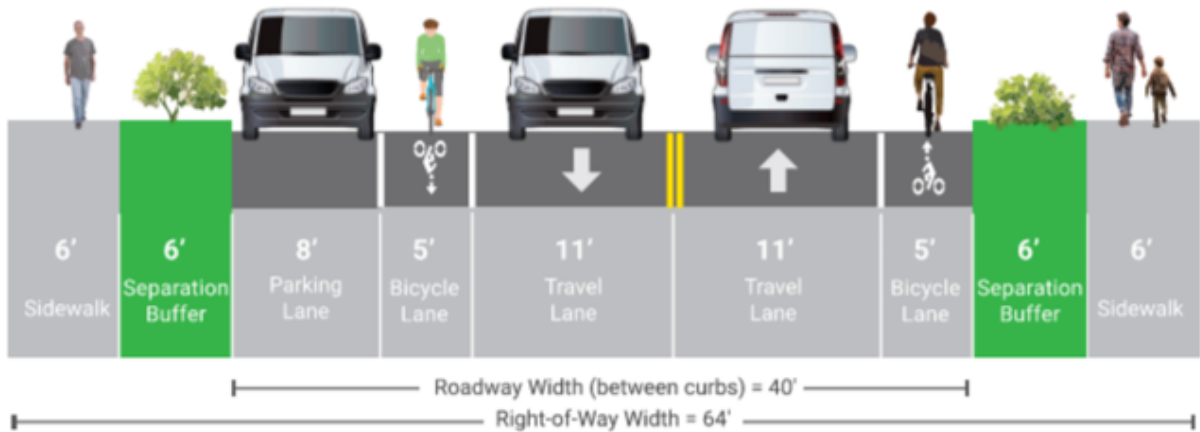 6’
Sidewalk
6’
Separation
Buffer
8’
Parking
Lane
5’
Bicycle
Lane
11’
Travel
Lane
11’
Travel
Lane
5’
Bicycle
Lane
6’
Separation
Buffer
6’
Sidewalk
Roadway Width (between curbs) = 40'
Right-of-Way Width = 64'